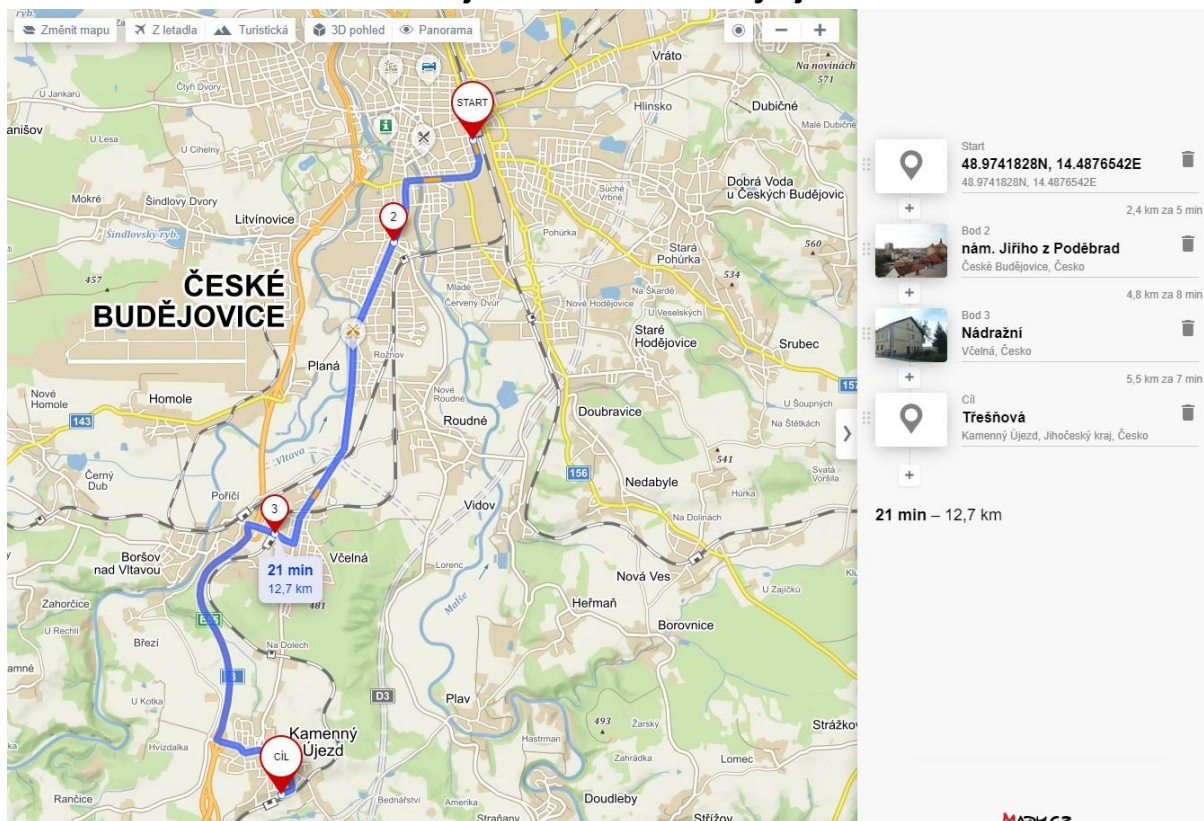 Změnit mapu
Z letadla
Turistická
3D pohled
Panorama
− +
Vráto
Na novinách
571
U Jankarů
Čtyři Dvory
START
Hlinsko
Dubičné
Malé Dubičné
anišov
U Lesa
U Cihelny
Suché Vrbné
Dobrá Voda
u Českých Budějovic
Mokré
Šindlovy Dvory
Litvínovice
2
Šindlovský ryb.
Pohůrka
Stará
Pohůrka
560
457
ČESKÉ
BUDĚJOVICE
Mladé
Červený Dvůr
Na Škardě
534
Nové Hodějovice
U Veselských
Staré
Hodějovice
Srubec
Planá
Rožnov
Nové
Homole
Homole
143
Nové
Roudné
Roudné
Doubravice
U Šoupných
157
Na Štětkách
Vltava
541
Černý
Dub
156
Nedabyle
Svatá
Voršila
Poříčí
Vidov
Hůrka
3
Na Dolinách
Boršov
nad Vltavou
Včelná
21 min
12,7 km
481
Lorenc
Nová Ves
U Zajíčků
Zahorčice
Malše
Heřmaň
U Rechlí
Borovnice
Březí
Na Dolech
amné
D3
Plav
U Kotka
493
Žarský
Strážko
Kamenný
Újezd
CÍL
Hvizdalka
Hastrman
Zahrádka
Lomec
Rančice
Bednářství
Amerika
Doudleby
Straňany
Střížov
Start
48.9741828N, 14.4876542E
48.9741828N, 14.4876542E
+
2,4 km za 5 min
Bod 2
nám. Jiřího z Poděbrad
České Budějovice, Česko
+
4,8 km za 8 min
Bod 3
Nádražní
Včelná, Česko
+
5,5 km za 7 min
Cíl
Třešňová
Kamenný Újezd, Jihočeský kraj, Česko
+
21 min – 12,7 km